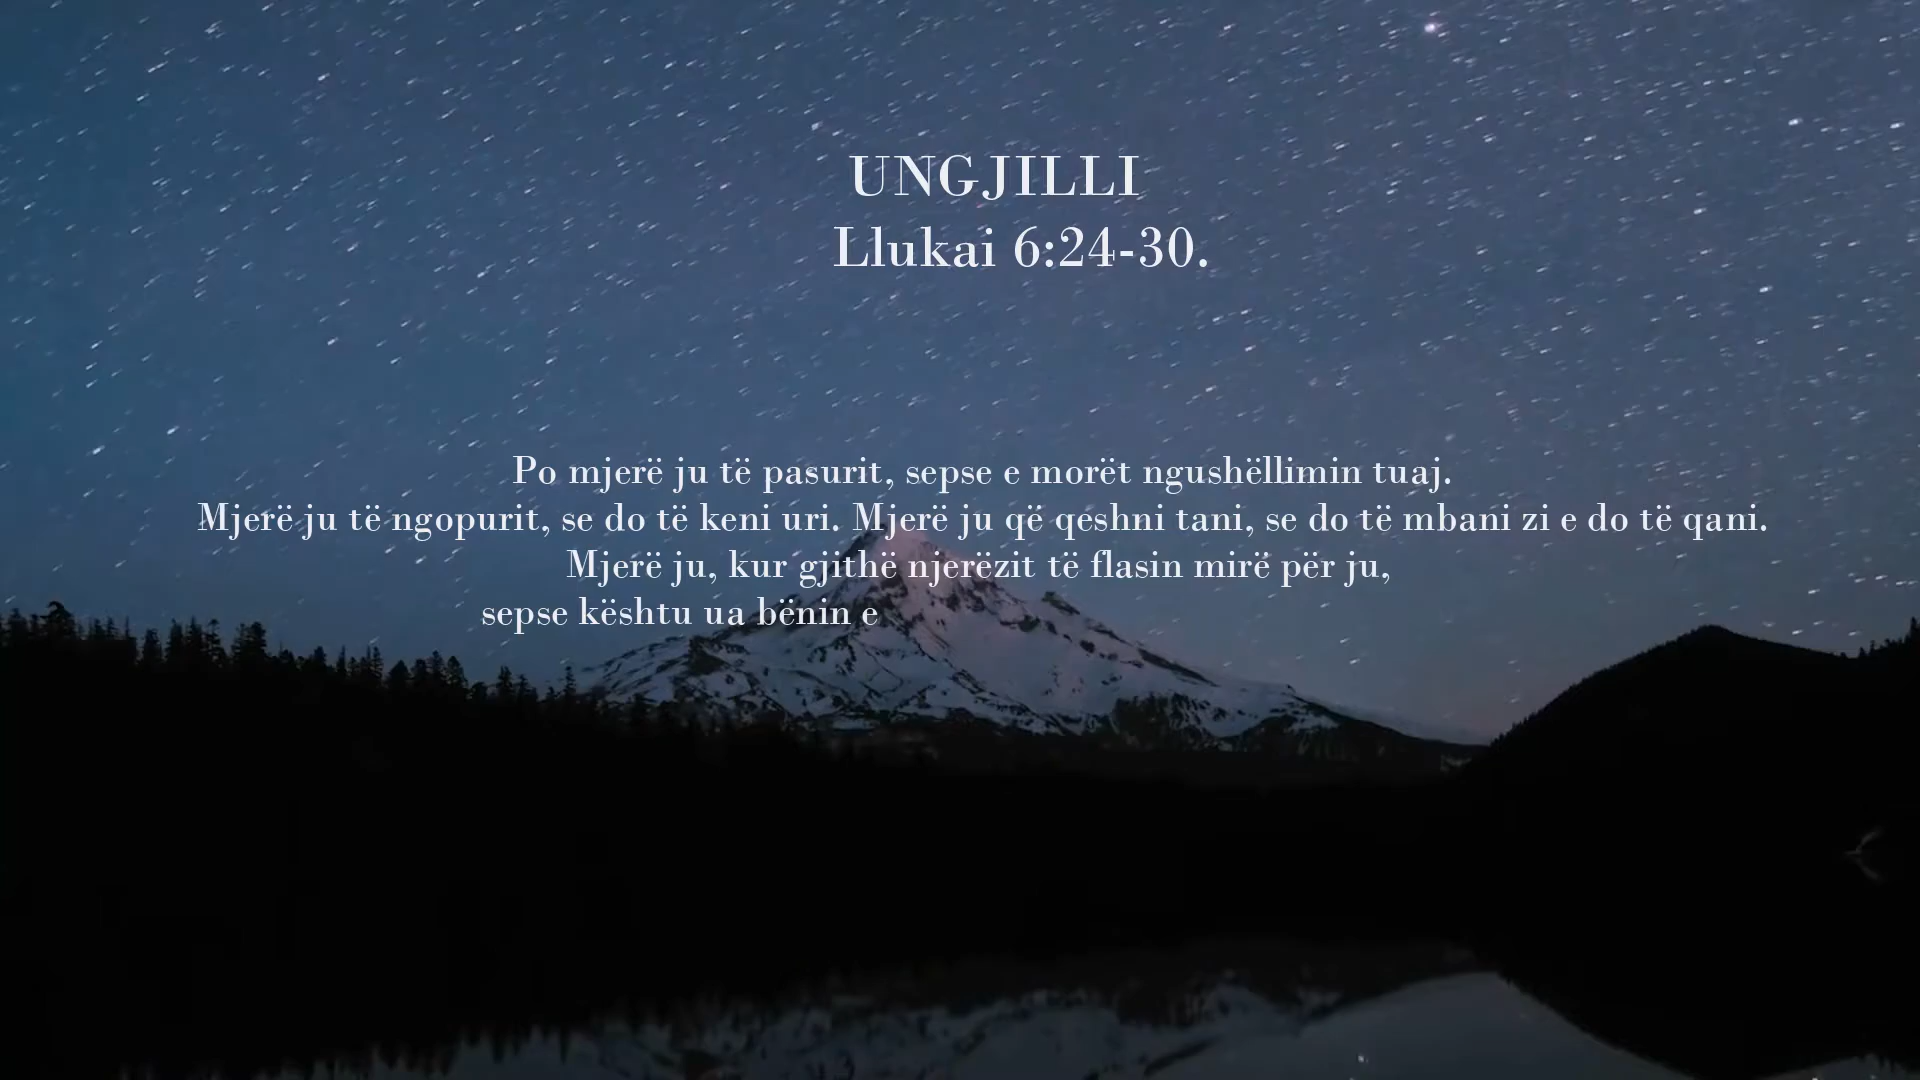 UNGJILLI
Llukai 6:24-30.
Po mjerë ju të pasurit, sepse e morët ngushëllimin tuaj.
Mjerë ju të ngopurit, se do të keni uri. Mjerë ju që qeshni tani, se do të mbani zi e do të qani.
Mjerë ju, kur gjithë njerëzit të flasin mirë për ju,
sepse kështu ua bënin e